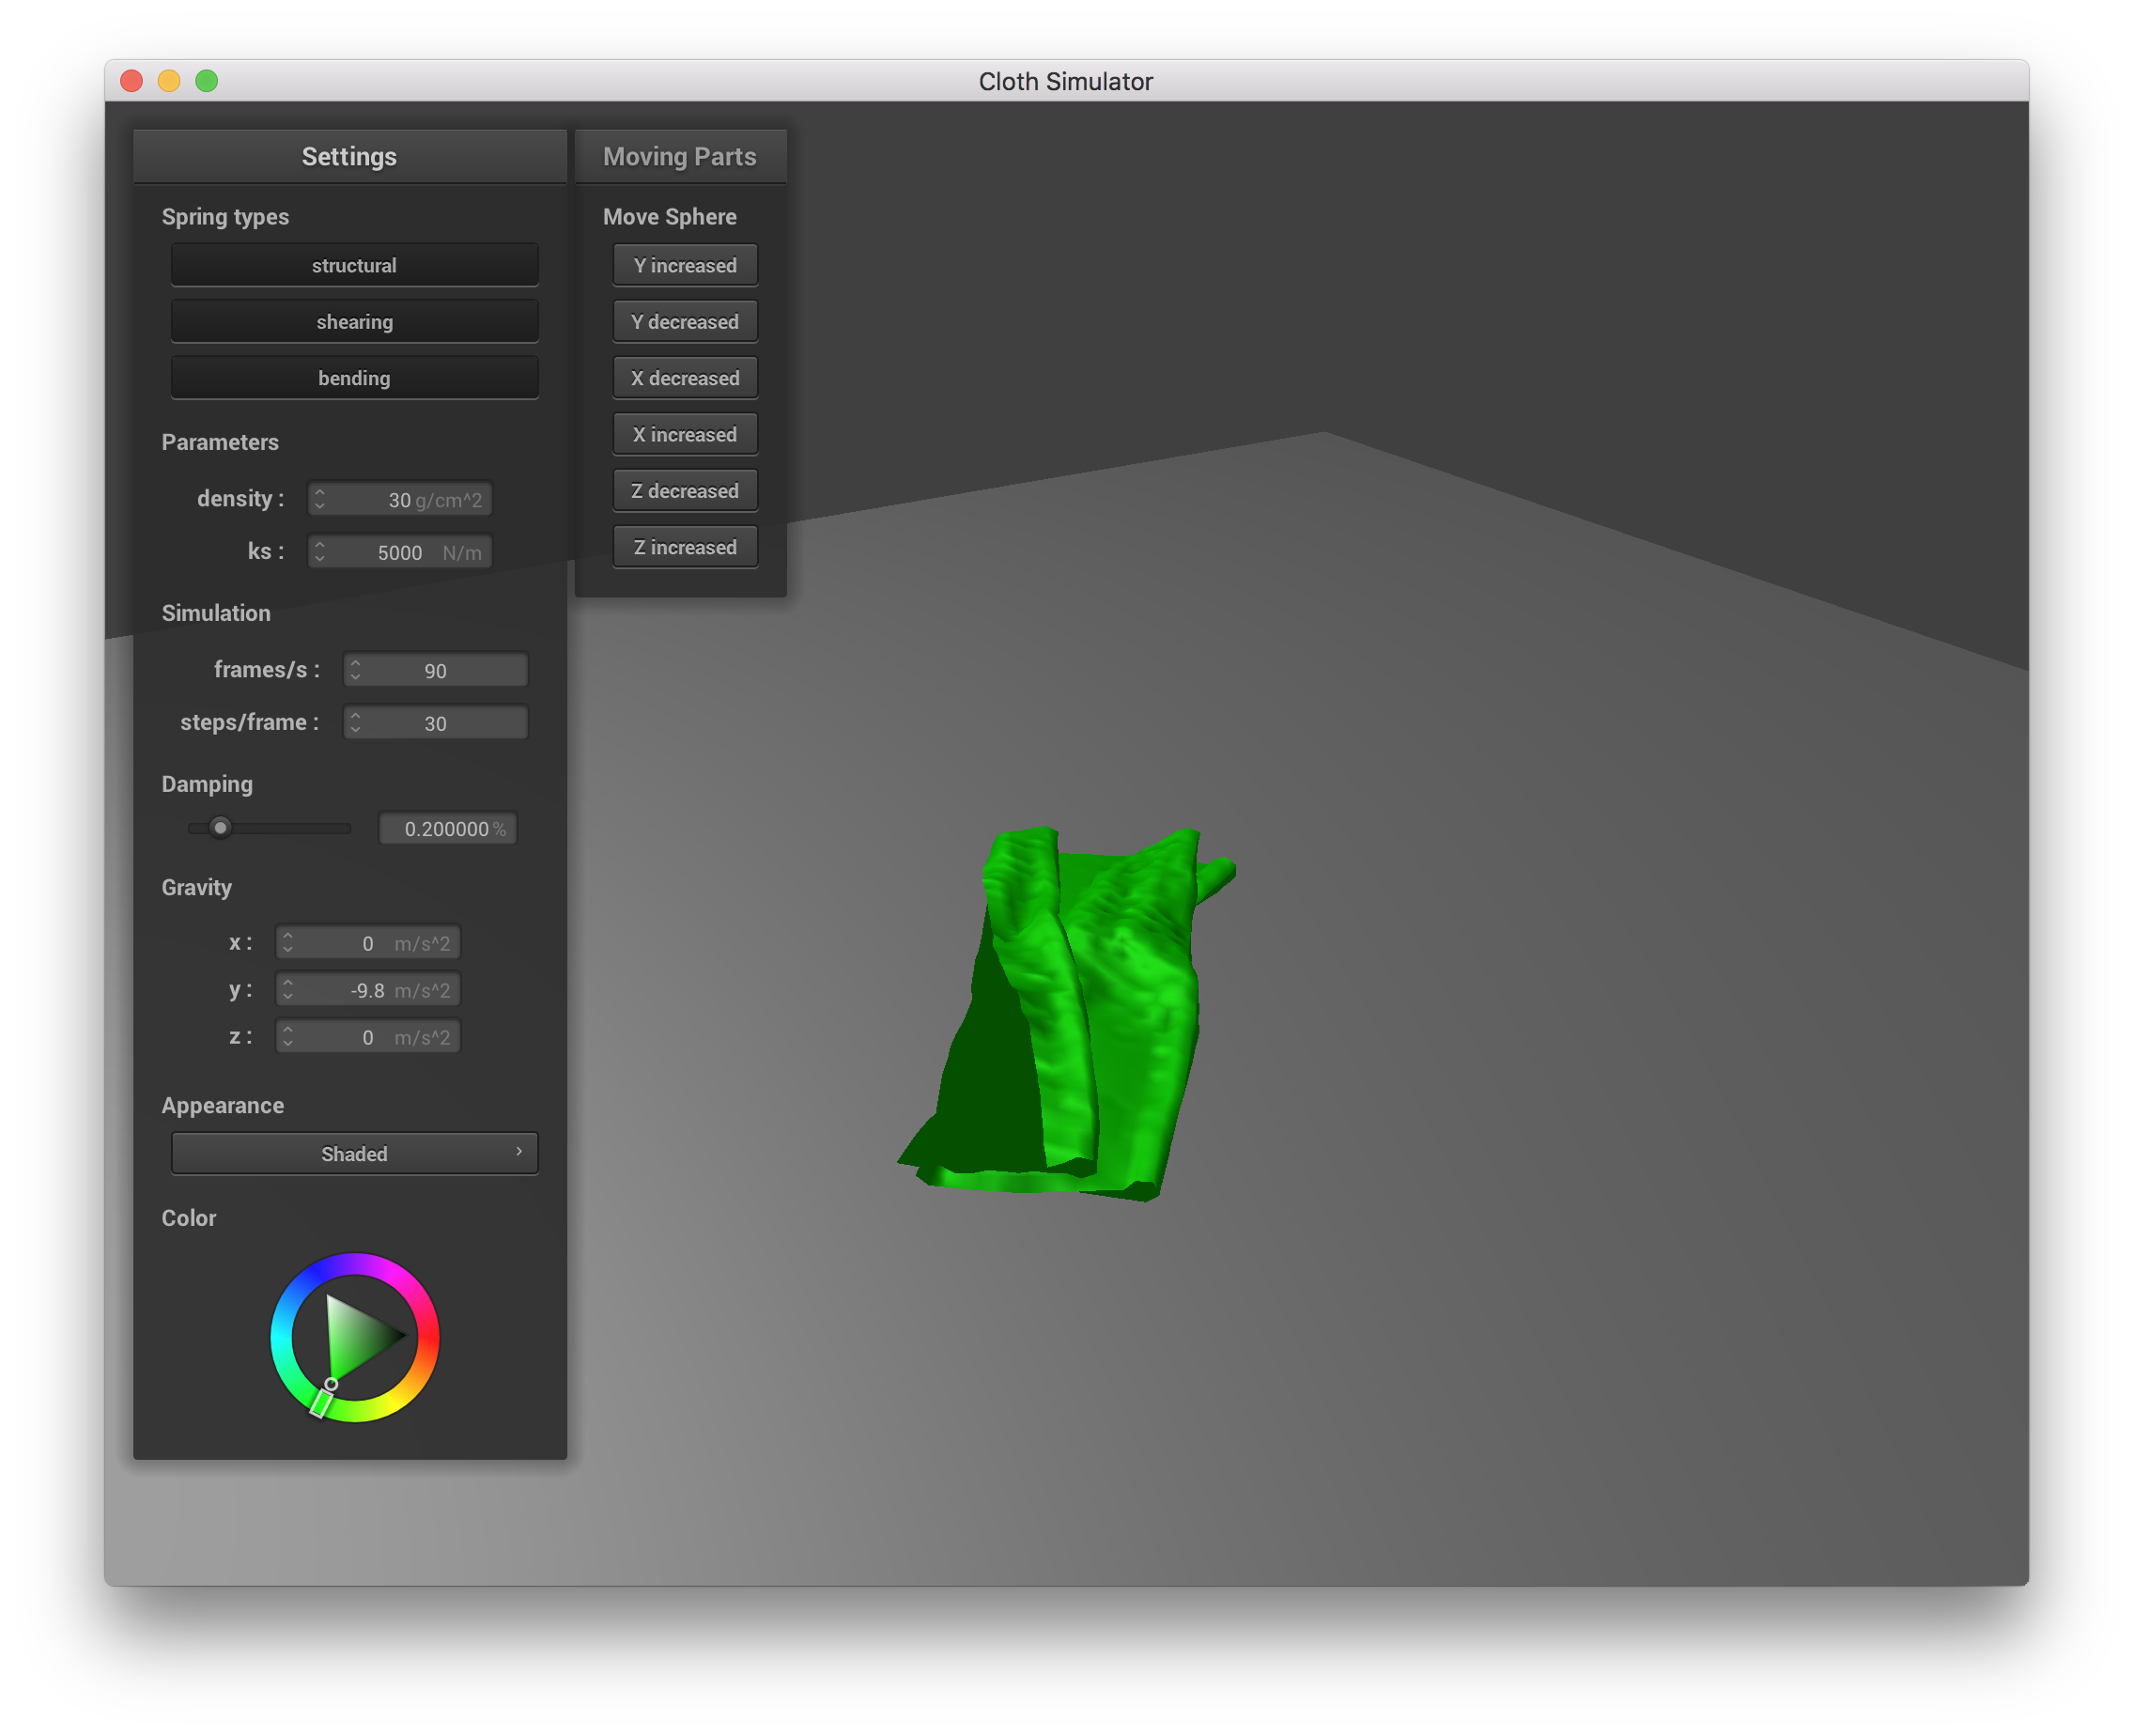 Cloth Simulator
Settings
Spring types
structural
shearing
bending
Parameters
density : 30 g/cm^2
ks : 5000 N/m
Simulation
frames/s : 90
steps/frame : 30
Damping
0.200000 %
Gravity
x : 0 m/s^2
y : -9.8 m/s^2
z : 0 m/s^2
Appearance
Shaded
Color
Moving Parts
Move Sphere
Y increased
Y decreased
X decreased
X increased
Z decreased
Z increased